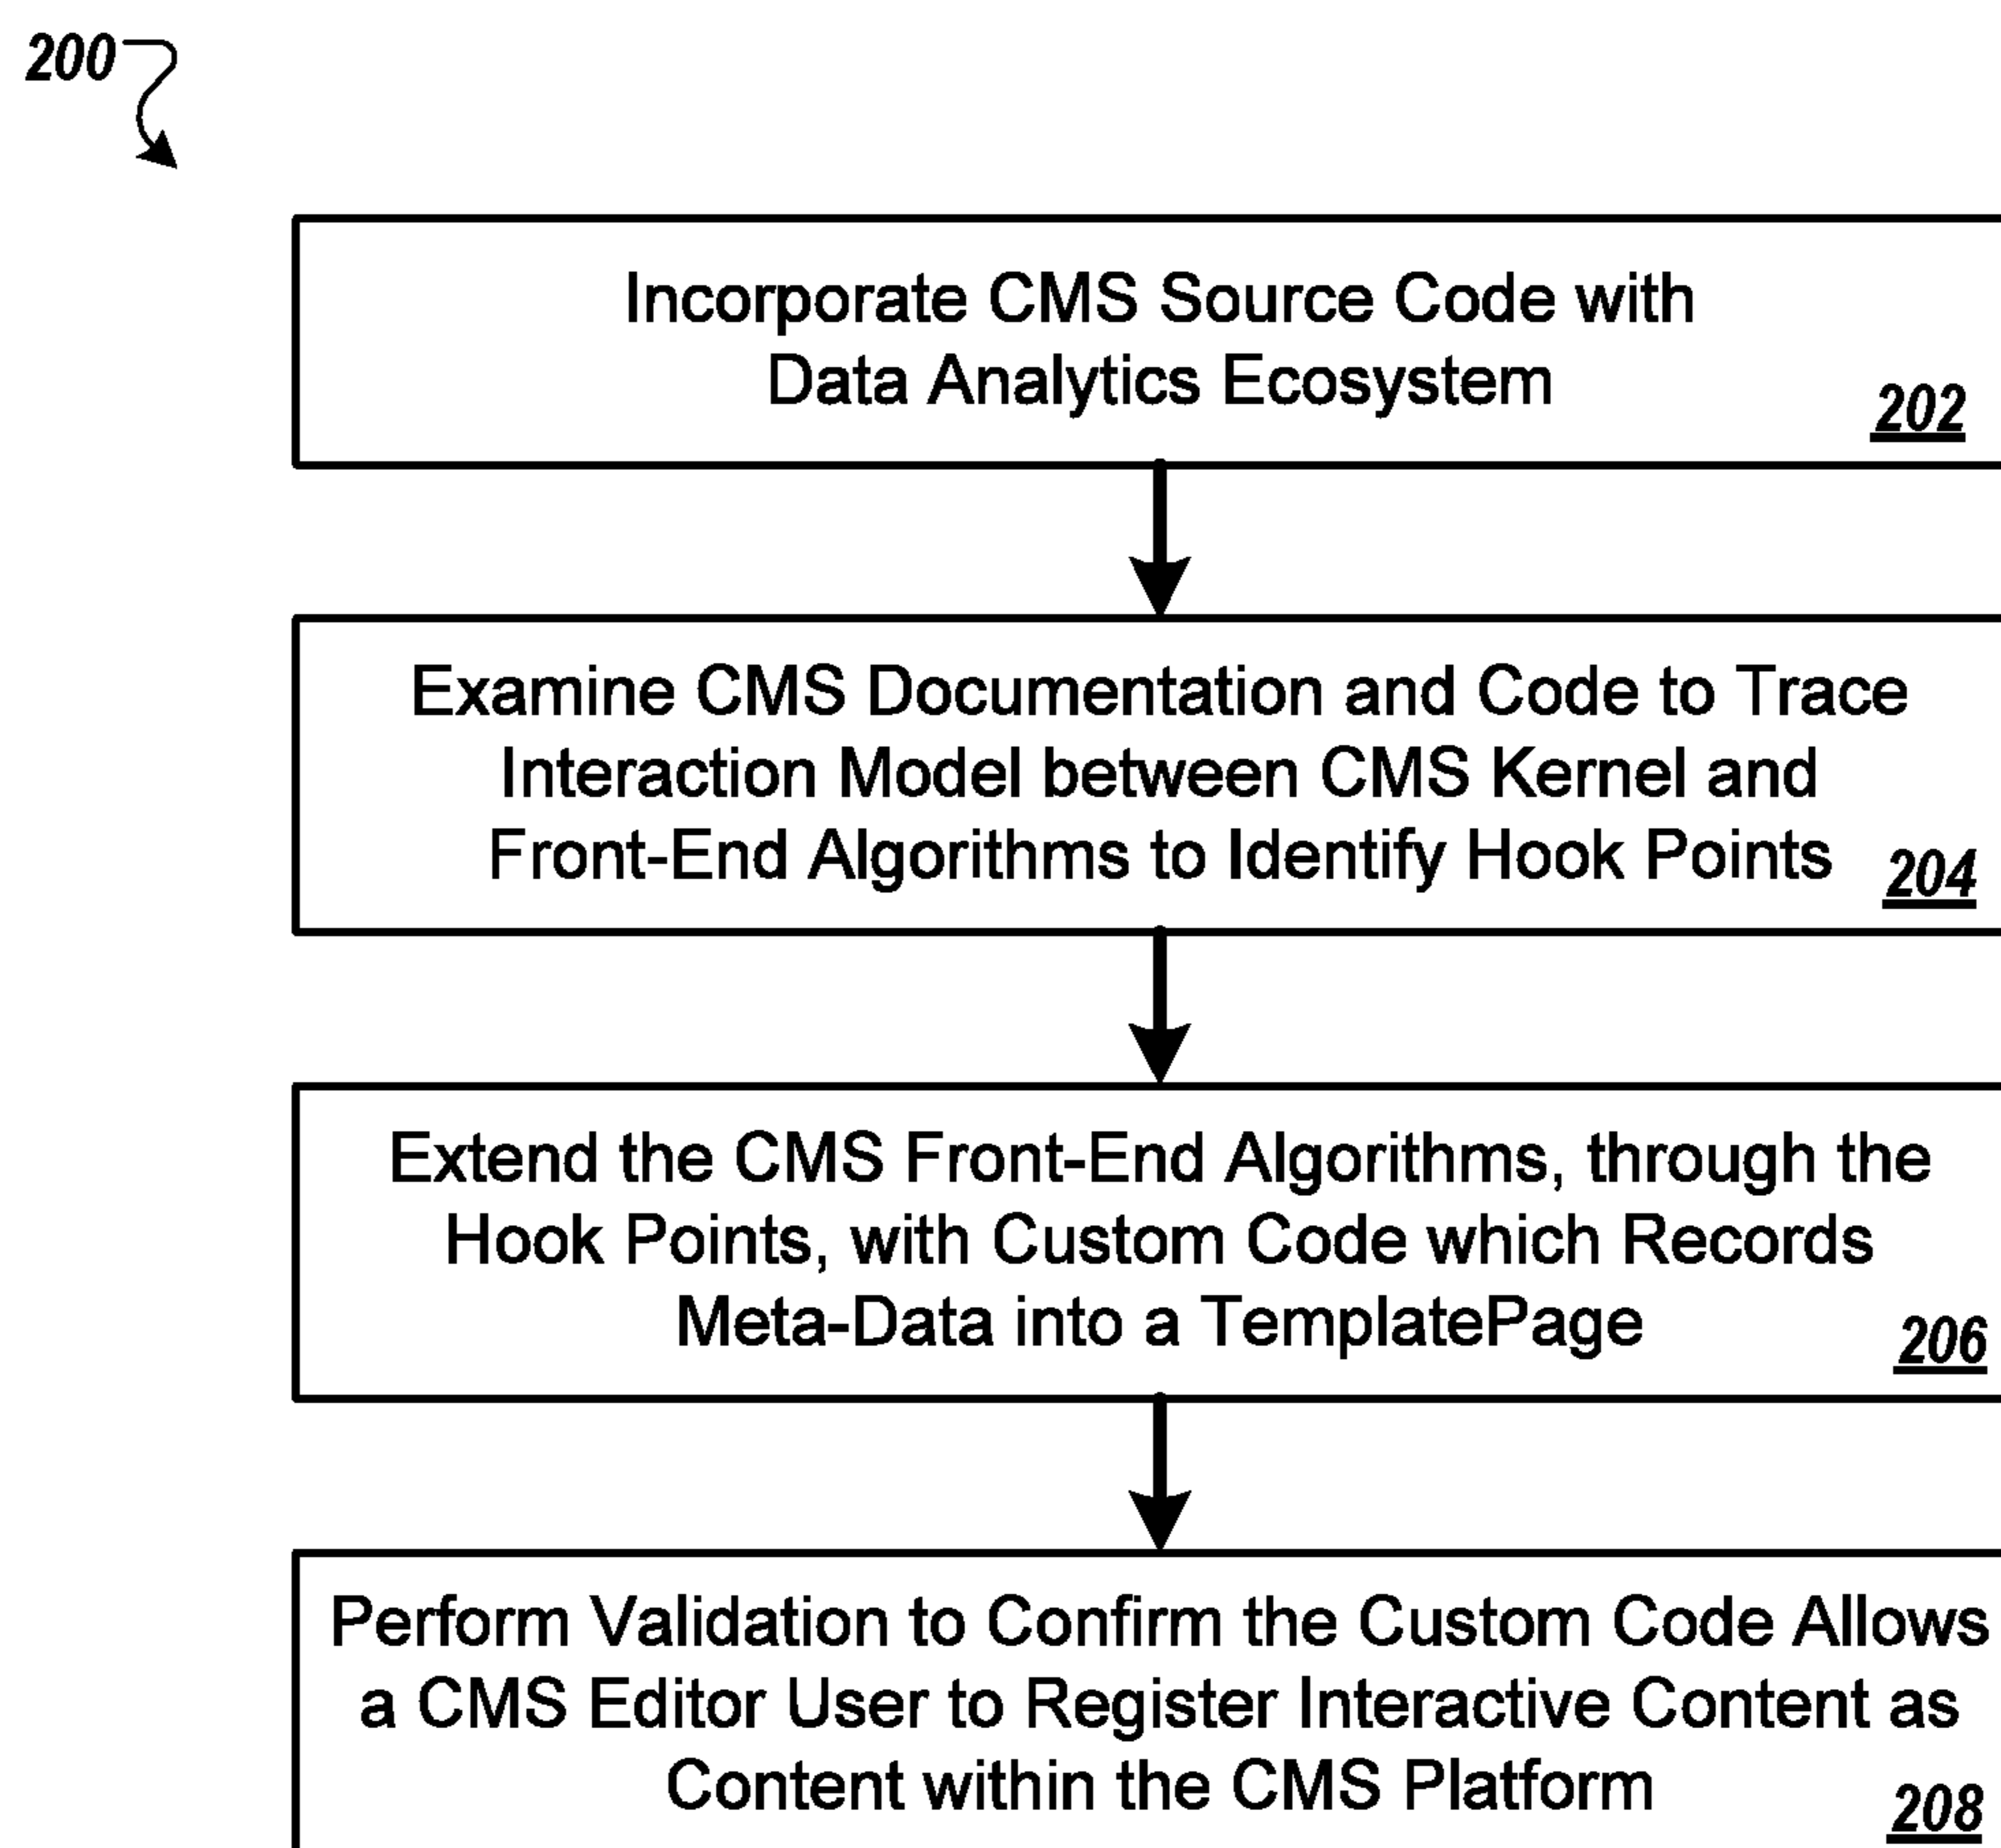 200
Incorporate CMS Source Code with
Data Analytics Ecosystem
202
Examine CMS Documentation and Code to Trace
Interaction Model between CMS Kernel and
Front-End Algorithms to Identify Hook Points
204
Extend the CMS Front-End Algorithms, through the
Hook Points, with Custom Code which Records
Meta-Data into a TemplatePage
206
Perform Validation to Confirm the Custom Code Allows
a CMS Editor User to Register Interactive Content as
Content within the CMS Platform
208